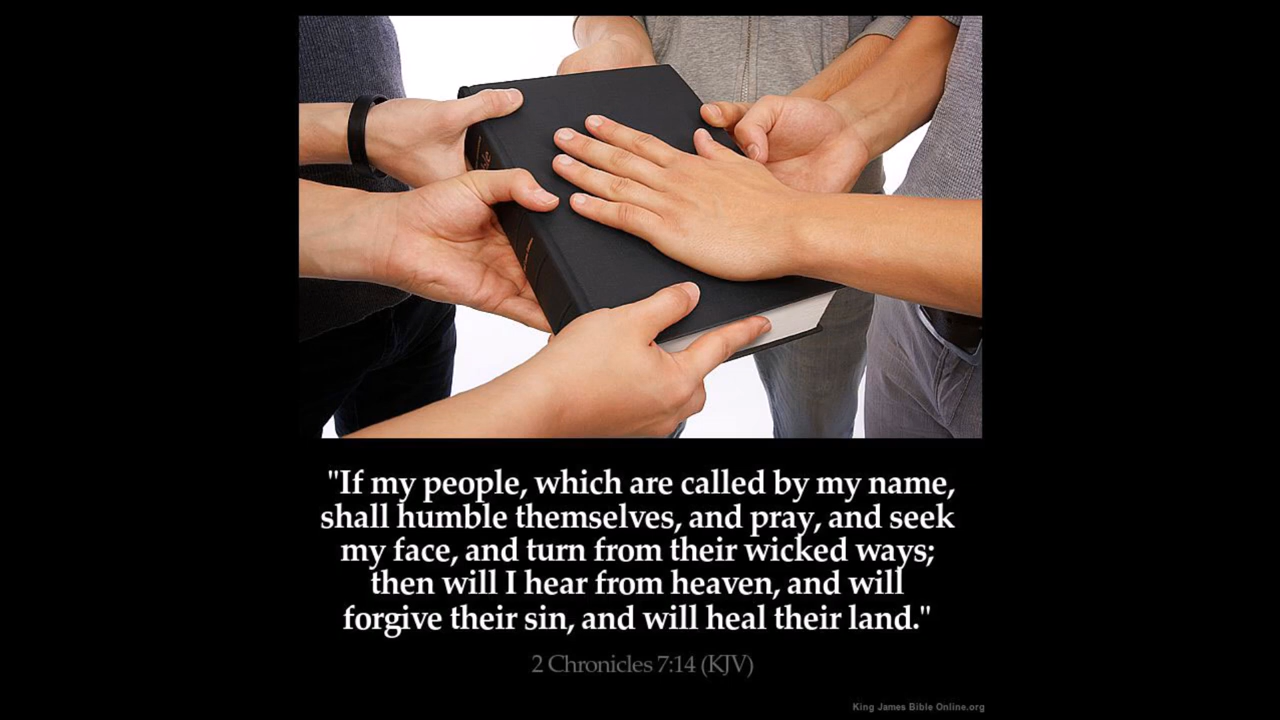 "If my people, which are called by my name,
shall humble themselves, and pray, and seek
my face, and turn from their wicked ways;
then will I hear from heaven, and will
forgive their sin, and will heal their land."
2 Chronicles 7:14 (KJV)
King James Bible Online.org